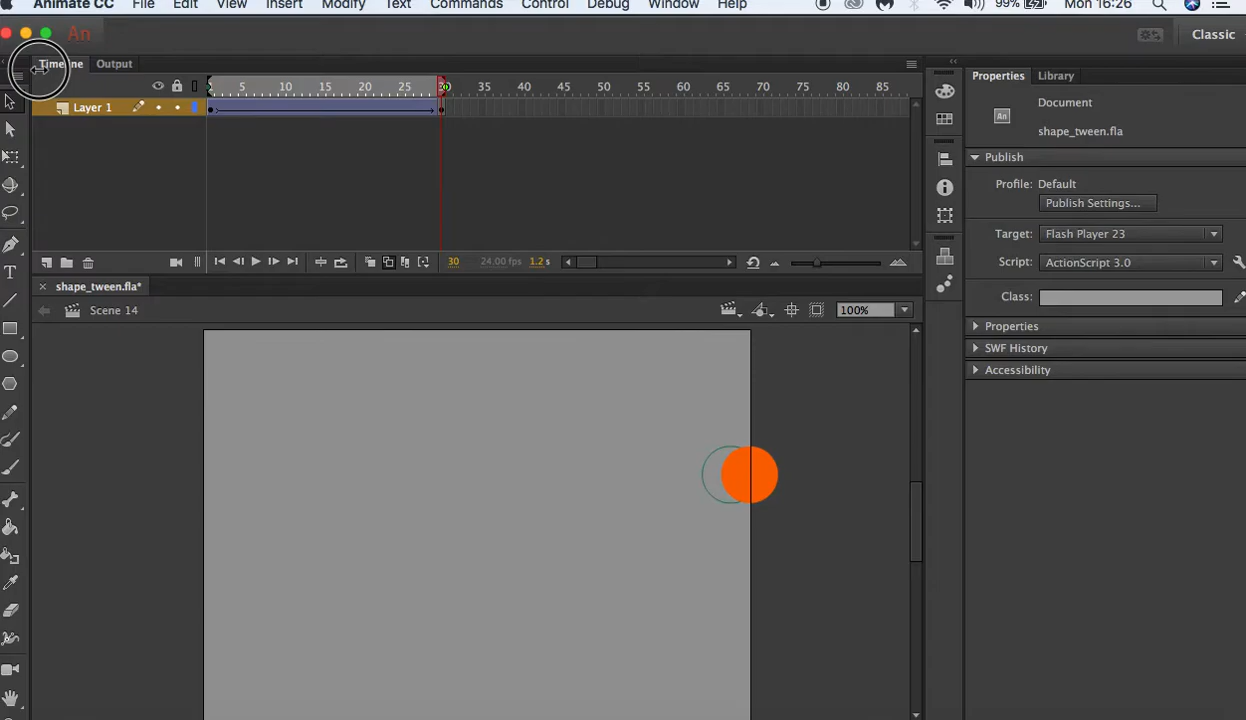 Animate CC File Edit View Insert Modify Text Commands Control Debug Window Help 99% Mon 16:26
An Classic
Timeline Output
Properties Library
5 10 15 20 25 30 35 40 45 50 55 60 65 70 75 80 85
Layer 1
Document
An shape_tween.fla
Publish
Profile: Default
Publish Settings...
Target: Flash Player 23
30 24.00 fps 1.2 s
Script: ActionScript 3.0
shape_tween.fla*
Class:
Scene 14 100%
Properties
SWF History
Accessibility
T